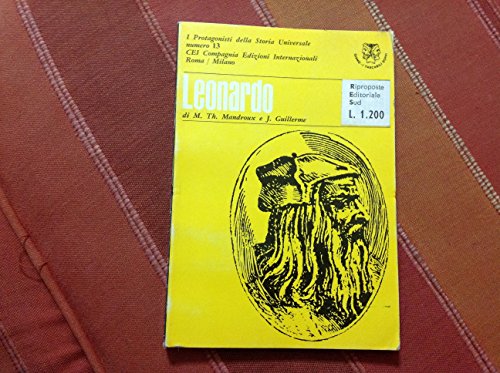 I Protagonisti della Storia Universale
numero 13
CEI Compagnia Edizioni Internazionali
Roma / Milano
Leonardo
di M. Th. Mandroux e J. Guillerme
Riproposte
Editoriale
Sud
L. 1.200